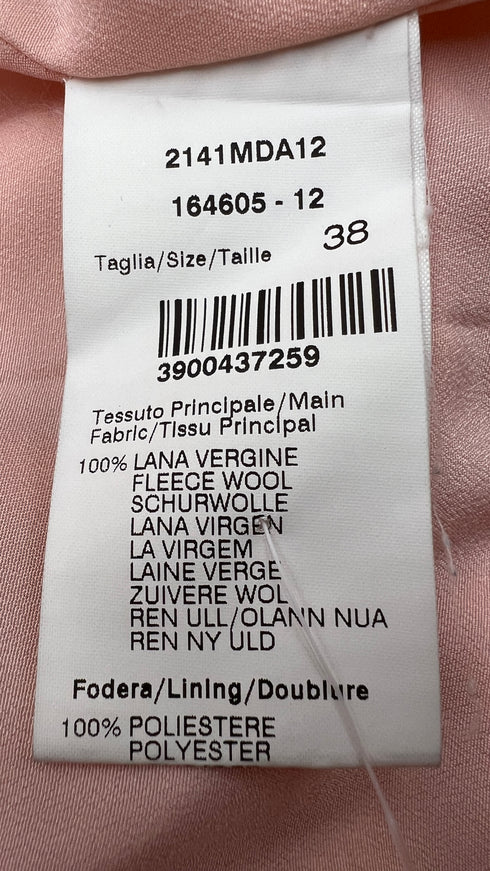 2141MDA12
164605 - 12
Taglia/Size/Taille 38
3900437259
Tessuto Principale/Main
Fabric/Tissu Principal
100% LANA VERGINE
FLEECE WOOL
SCHURWOLLE
LANA VIRGEN
LA VIRGEM
LAINE VERGE
ZUIVERE WOL
REN ULL/OLANN NUA
REN NY ULD
Fodera/Lining/Doublure
100% POLIESTERE
POLYESTER